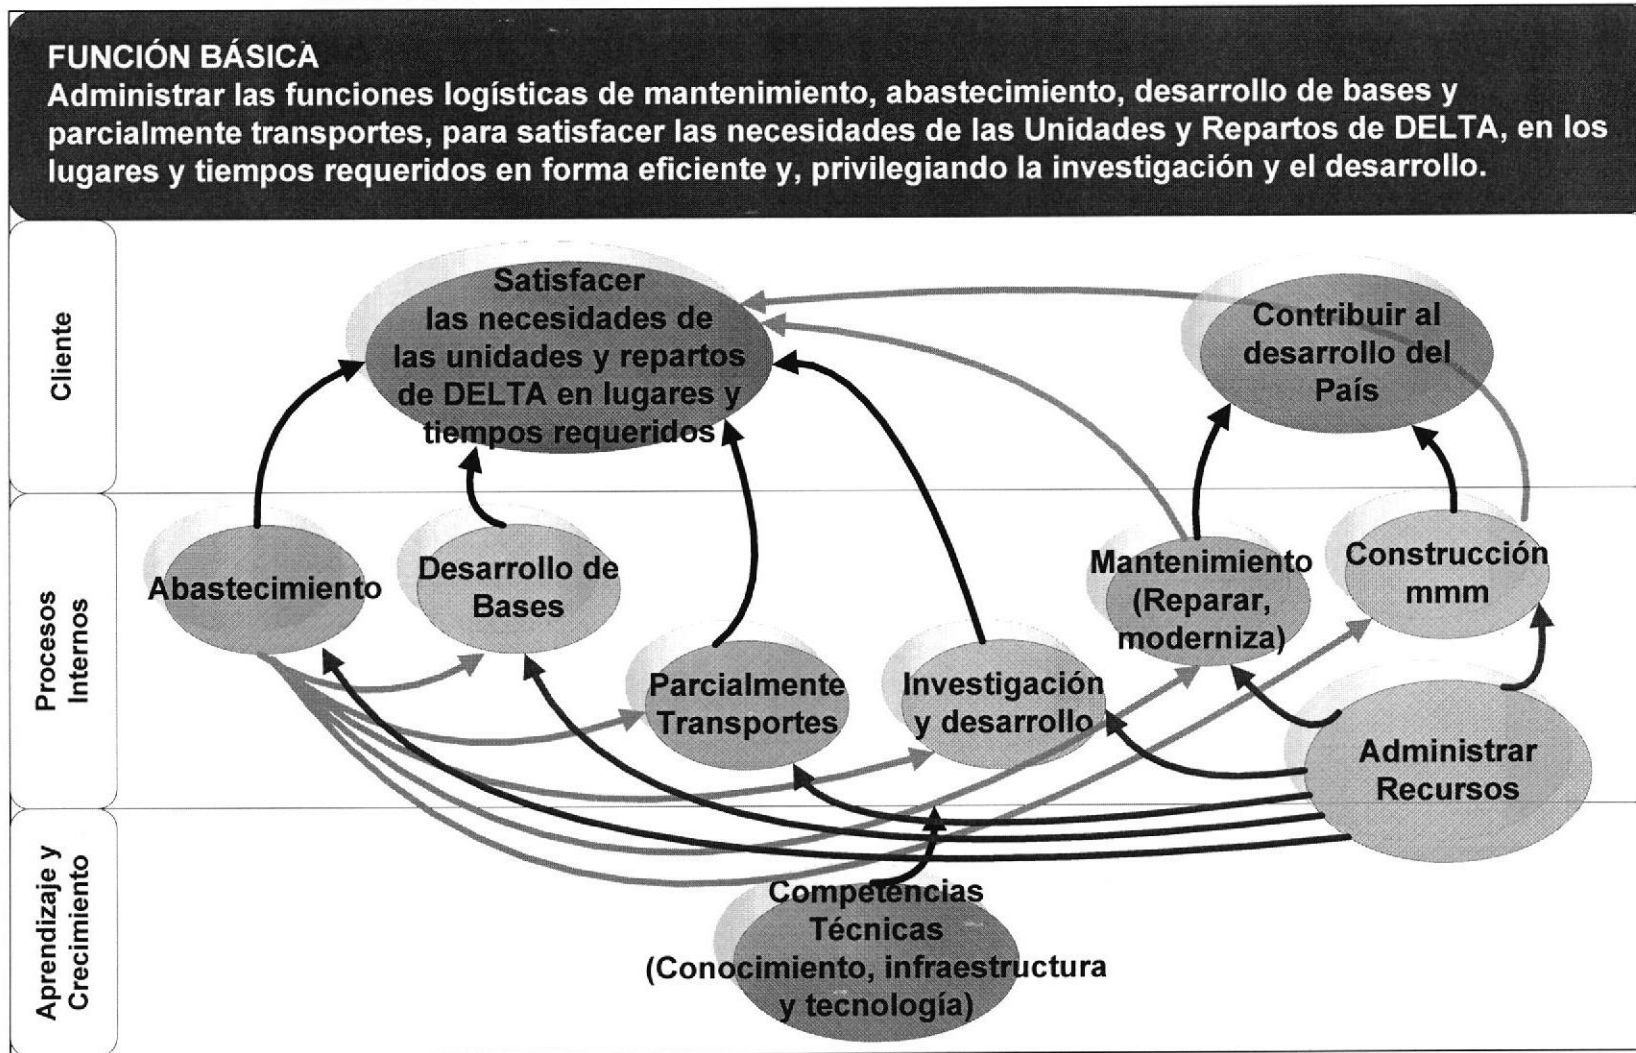 FUNCIÓN BÁSICA
Administrar las funciones logísticas de mantenimiento, abastecimiento, desarrollo de bases y
parcialmente transportes, para satisfacer las necesidades de las Unidades y Repartos de DELTA, en los
lugares y tiempos requeridos en forma eficiente y, privilegiando la investigación y el desarrollo.
Cliente
Satisfacer
las necesidades de
las unidades y repartos
de DELTA en lugares y
tiempos requeridos
Contribuir al
desarrollo del
País
Procesos
Internos
Abastecimiento
Desarrollo de
Bases
Parcialmente
Transportes
Investigación
y desarrollo
Mantenimiento
(Reparar,
moderniza)
Construcción
mmm
Administrar
Recursos
Aprendizaje y
Crecimiento
Competencias
Técnicas
(Conocimiento, infraestructura
y tecnología)